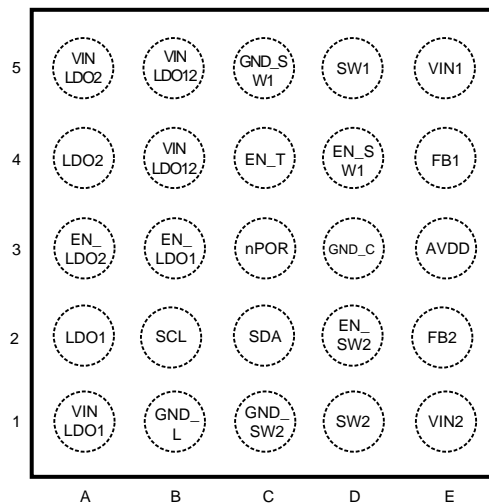 5
VIN
LDO2
VIN
LDO12
GND_S
W1
SW1
VIN1
4
LDO2
VIN
LDO12
EN_T
EN_S
W1
FB1
3
EN_
LDO2
EN_
LDO1
nPOR
GND_C
AVDD
2
LDO1
SCL
SDA
EN_
SW2
FB2
1
VIN
LDO1
GND_
L
GND_
SW2
SW2
VIN2
A B C D E